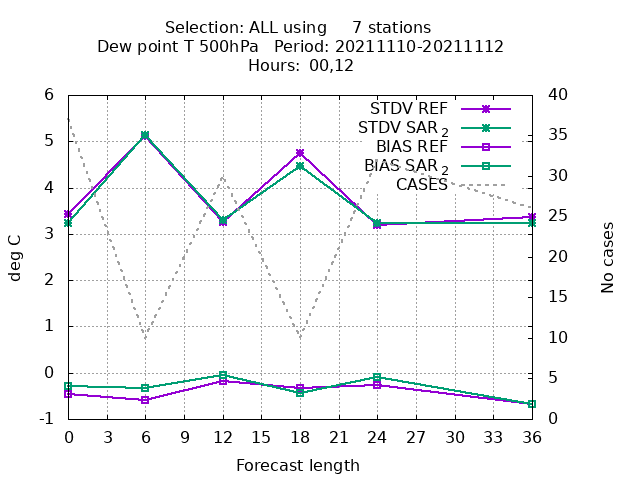 Selection: ALL using 7 stations
Dew point T 500hPa Period: 20211110-20211112
Hours: 00,12
6
5
4
3
2
1
0
-1
40
35
30
25
20
15
10
5
0
STDV REF
STDV SAR 2
BIAS REF
BIAS SAR 2
CASES
deg C
No cases
0 3 6 9 12 15 18 21 24 27 30 33 36
Forecast length